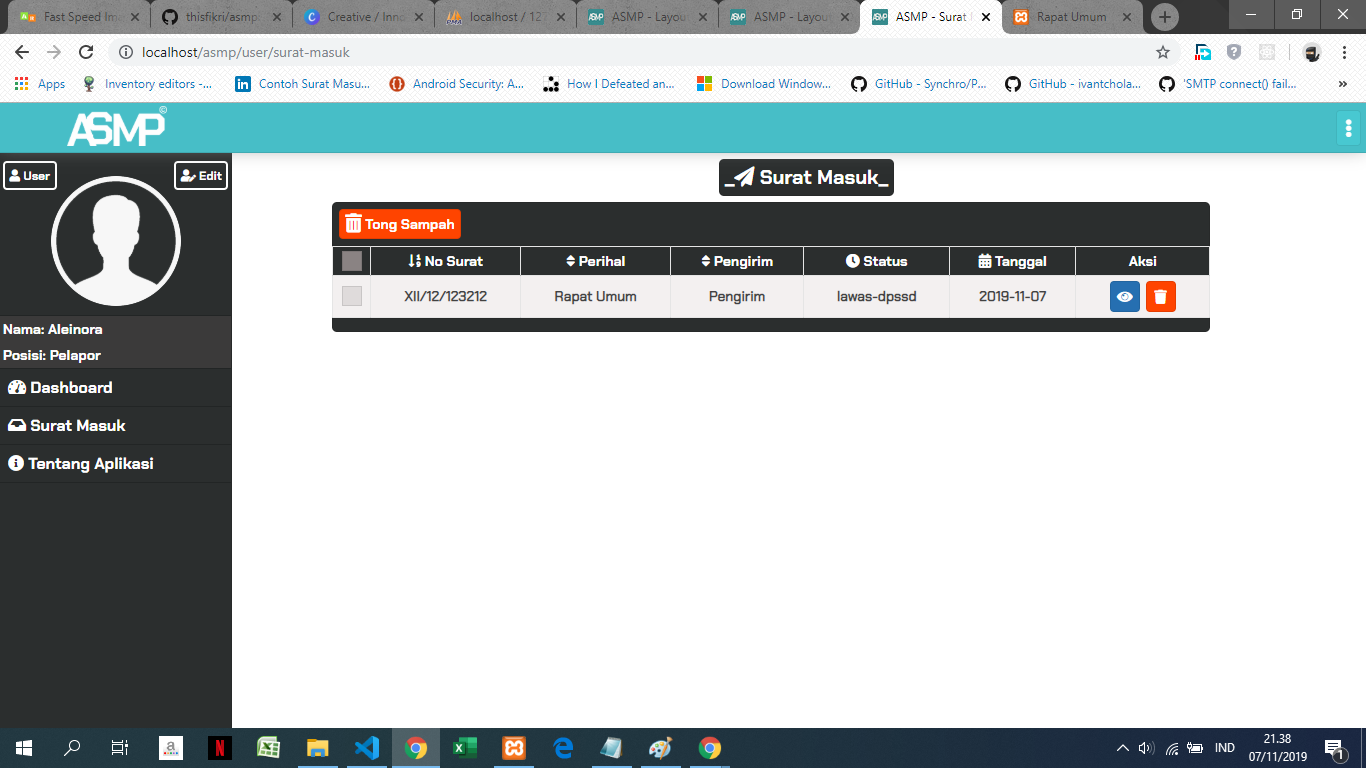 Fast Speed Ima
thisfikri/asmp
Creative / Inno
localhost / 127
ASMP - Layou
ASMP - Layou
ASMP - Surat
Rapat Umum
localhost/asmp/user/surat-masuk
Apps
Inventory editors -...
Contoh Surat Masu...
Android Security: A...
How I Defeated an...
Download Window...
GitHub - Synchro/P...
GitHub - ivantchola...
'SMTP connect() fail...
»
ASMP©
User
Edit
_ Surat Masuk_
Tong Sampah
No Surat Perihal Pengirim Status Tanggal Aksi
XII/12/123212 Rapat Umum Pengirim lawas-dpssd 2019-11-07
Nama: Aleinora
Posisi: Pelapor
Dashboard
Surat Masuk
Tentang Aplikasi
IND
21.38
07/11/2019
1